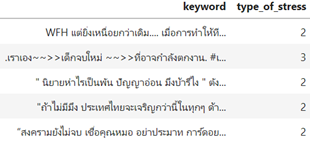 keyword type_of_stress
WFH แต่ยิ่งเหนื่อยกว่าเดิม.... เมื่อการทำให้ที... 2
.เราเอง~~>>เด็กจบใหม่ ~~>>ที่อาจกำลังตกงาน. #เ... 3
" นิยายห่าไรเป็นพัน ปัญญาอ่อน มึงบ้ารึไง " ดัง... 2
"ถ้าไม่มีมึง ประเทศไทยจะเจริญกว่านี้ในทุกๆ ด้า... 2
"สงครามยังไม่จบ เชื่อคุณหมอ อย่าประมาท การ์ดอย... 2